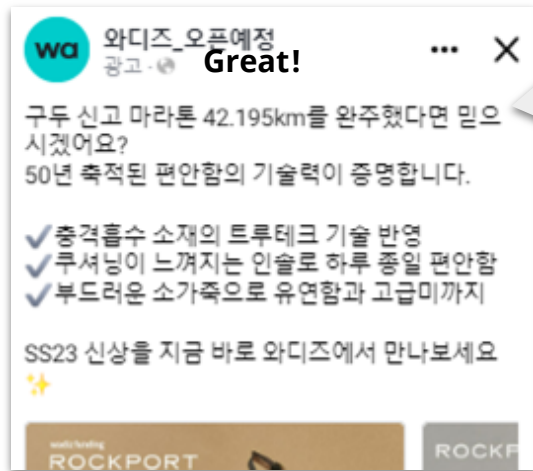 wa 와디즈_오픈예정
광고 ·
Great!
구두 신고 마라톤 42.195km를 완주했다면 믿으
시겠어요?
50년 축적된 편안함의 기술력이 증명합니다.
✔충격흡수 소재의 트루테크 기술 반영
✔쿠셔닝이 느껴지는 인솔로 하루 종일 편안함
✔부드러운 소가죽으로 유연함과 고급미까지
SS23 신상을 지금 바로 와디즈에서 만나보세요
✨
wadiz funding
ROCKPORT